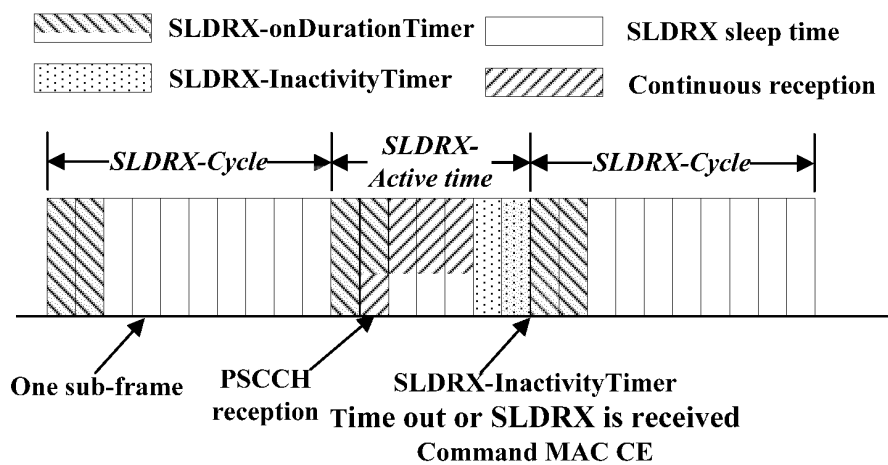 SLDRX-onDurationTimer
SLDRX sleep time
SLDRX-InactivityTimer
Continuous reception
SLDRX-Cycle
SLDRX-
Active time
SLDRX-Cycle
One sub-frame
PSCCH
reception
SLDRX-InactivityTimer
Time out or SLDRX is received
Command MAC CE